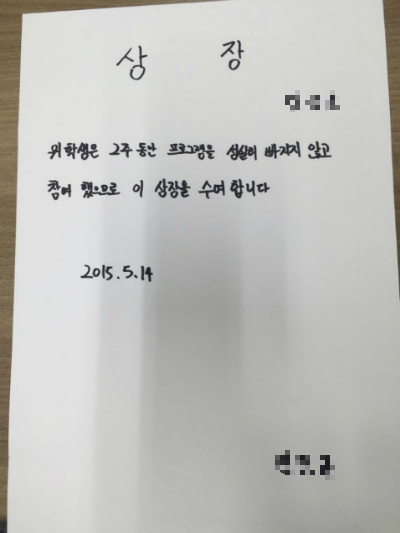 상 장
위 학생은 2주 동안 프로그램을 성실히 빠지지 않고
참여 했으므로 이 상장을 수여 합니다
2015.5.14